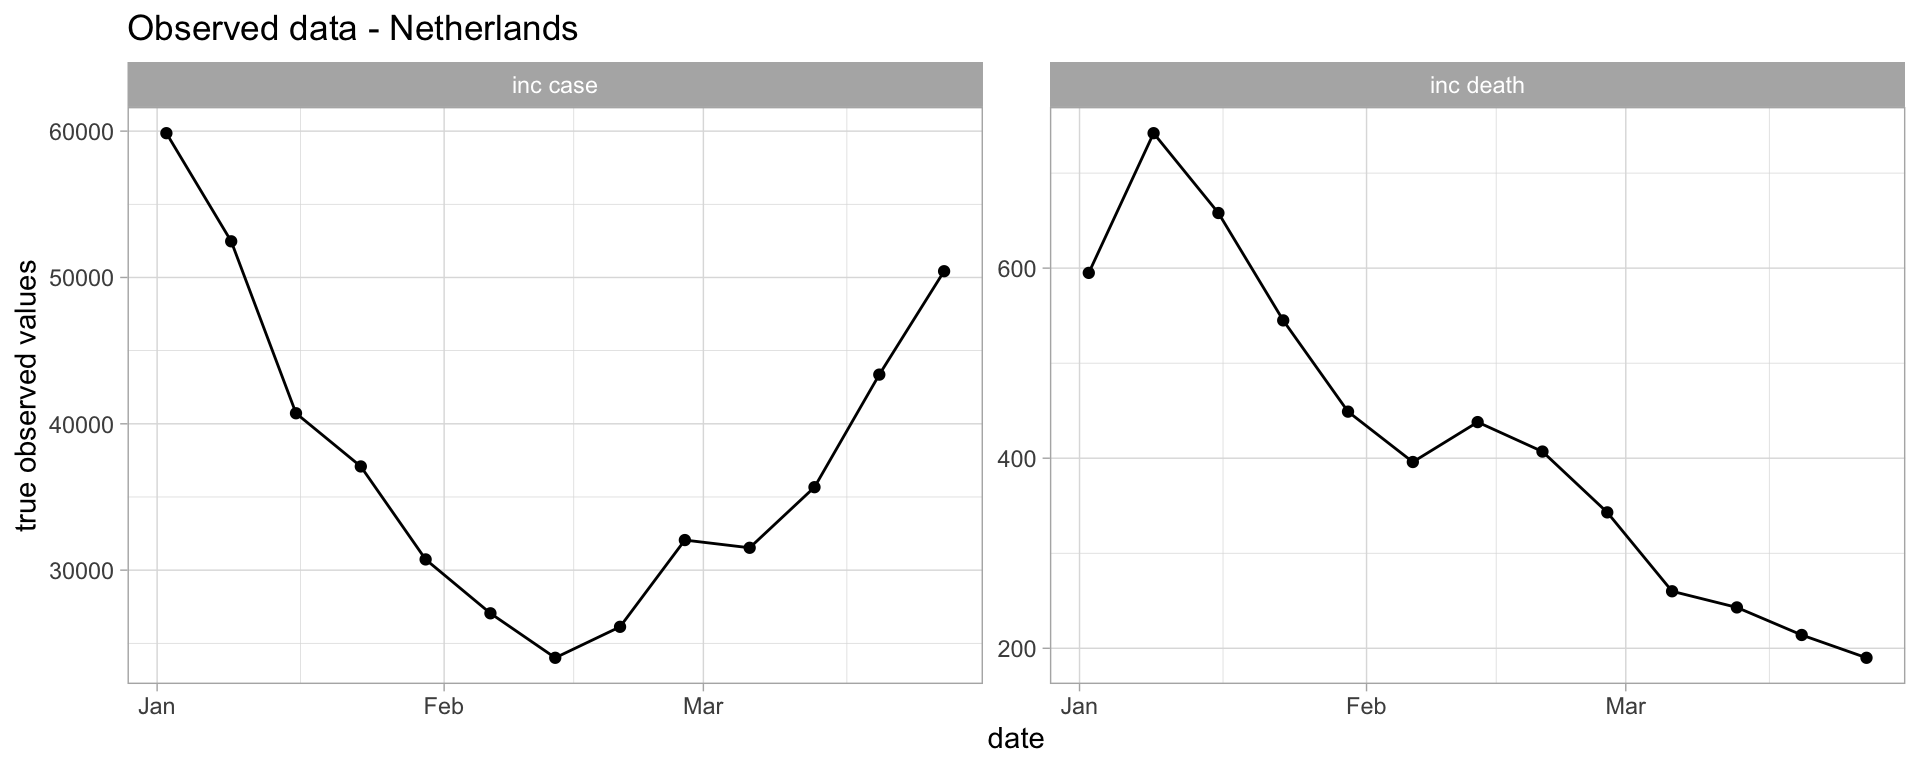 Observed data - Netherlands
inc case
inc death
true observed values
60000
50000
40000
30000
600
400
200
Jan
Feb
Mar
Jan
Feb
Mar
date